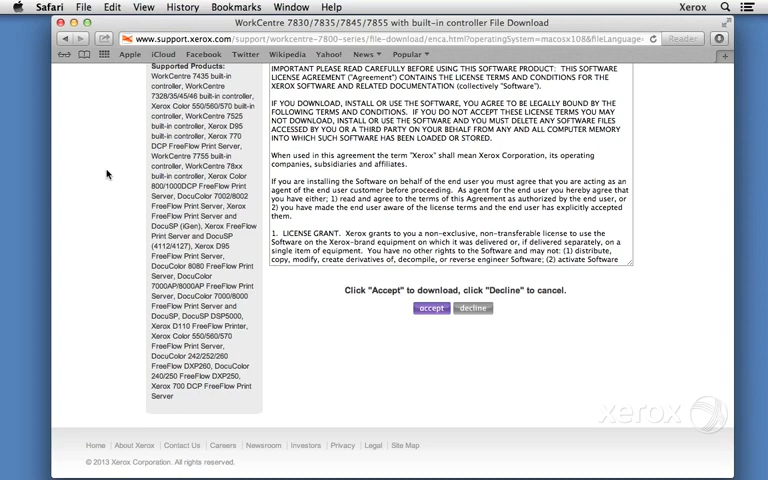 Safari File Edit View History Bookmarks Window Help Xerox
WorkCentre 7830/7835/7845/7855 with built-in controller File Download
www.support.xerox.com/support/workcentre-7800-series/file-download/enca.html?operatingSystem=macosx108&fileLanguage= Reader
Apple iCloud Facebook Twitter Wikipedia Yahoo! News Popular
Supported Products:
WorkCentre 7435 built-in
controller, WorkCentre
7328/35/45/46 built-in
controller, WorkCentre
Xerox Color 550/560/570
built-in controller,
WorkCentre 7525
built-in controller, Xerox D95
built-in controller, Xerox 770
DCP FreeFlow Print Server,
WorkCentre 7755 built-in
controller, WorkCentre 78xx
built-in controller, Xerox Color
800/1000DCP FreeFlow Print
Server, DocuColor 7002/8002
FreeFlow Print Server, Xerox
FreeFlow Print Server and
DocuSP (iGen), Xerox FreeFlow
Print Server and DocuSP
(4112/4127), Xerox D95
FreeFlow Print Server,
DocuColor 8080 FreeFlow Print
Server, DocuColor
7000AP/8000AP FreeFlow Print
Server, DocuColor 7000/8000
FreeFlow Print Server and
DocuSP, DocuSP DSP5000,
Xerox D110 FreeFlow Printer,
Xerox Color 550/560/570
FreeFlow Print Server,
DocuColor 242/252/260
FreeFlow DXP260, DocuColor
240/250 FreeFlow DXP250,
Xerox 700 DCP FreeFlow Print
Server
IMPORTANT PLEASE READ CAREFULLY BEFORE USING THIS SOFTWARE PRODUCT: THIS SOFTWARE
LICENSE AGREEMENT ("Agreement") CONTAINS THE LICENSE TERMS AND CONDITIONS FOR THE
XEROX SOFTWARE AND RELATED DOCUMENTATION (collectively "Software").
IF YOU DOWNLOAD, INSTALL OR USE THE SOFTWARE, YOU AGREE TO BE LEGALLY BOUND BY THE
FOLLOWING TERMS AND CONDITIONS. IF YOU DO NOT ACCEPT THESE LICENSE TERMS YOU MAY
NOT DOWNLOAD, INSTALL OR USE THE SOFTWARE AND YOU MUST DELETE ANY SOFTWARE FILES
ACCESSED BY YOU OR A THIRD PARTY ON YOUR BEHALF FROM ANY AND ALL COMPUTER MEMORY
INTO WHICH SUCH SOFTWARE HAS BEEN LOADED OR STORED.
When used in this agreement the term "Xerox" shall mean Xerox Corporation, its operating
companies, subsidiaries and affiliates.
If you are installing the Software on behalf of the end user you must agree that you are acting as an
agent of the end user customer before proceeding. As agent for the end user you hereby agree that
you have either; 1) read and agree to the terms of this Agreement as authorized by the end user, or
2) you have made the end user aware of the license terms and the end user has explicitly accepted
them.
1. LICENSE GRANT. Xerox grants to you a non-exclusive, non-transferable license to use the
Software on the Xerox-brand equipment on which it was delivered or, if delivered separately, on a
single item of equipment. You have no other rights to the Software and may not: (1) distribute,
copy, modify, create derivatives of, decompile, or reverse engineer Software; (2) activate Software
Click "Accept" to download, click "Decline" to cancel.
accept decline
xerox
Home About Xerox Contact Us Careers Newsroom Investors Privacy Legal Site Map
© 2013 Xerox Corporation. All rights reserved.